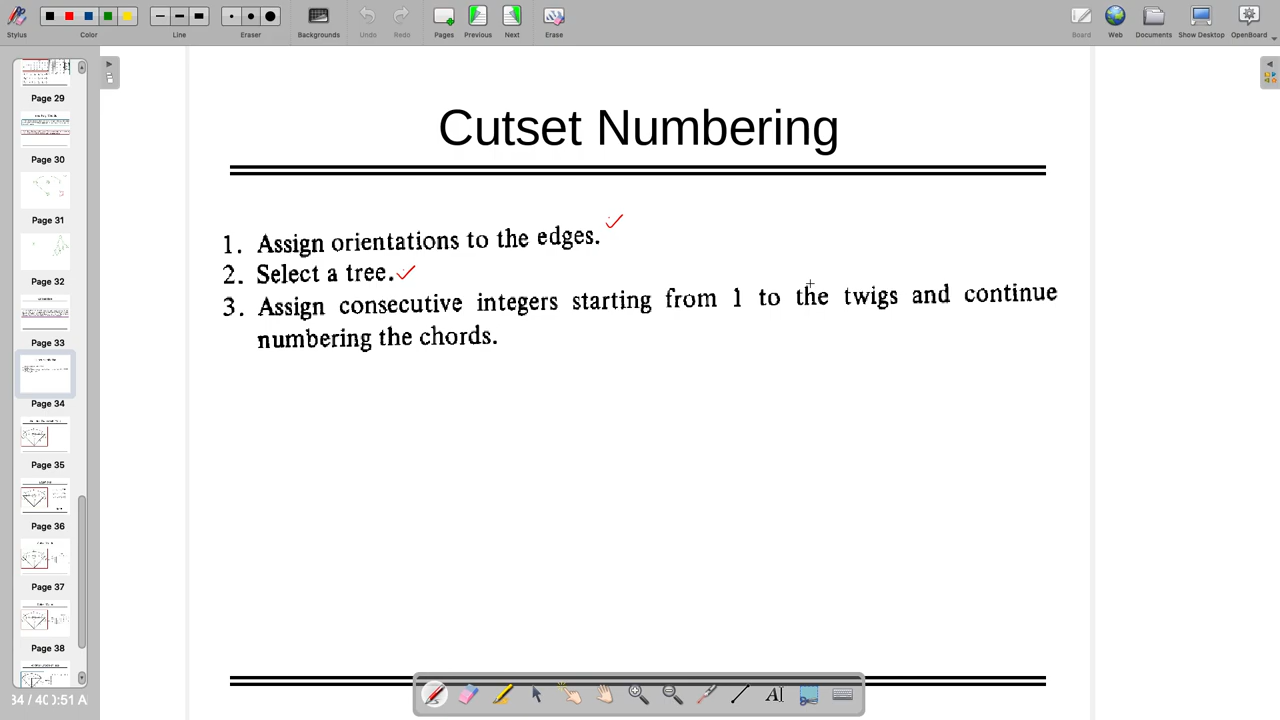 Stylus
Color
Line
Eraser
Backgrounds
Undo
Redo
Pages
Previous
Next
Erase
Board
Web
Documents
Show Desktop
OpenBoard
Page 29
Page 30
Page 31
Page 32
Page 33
Page 34
Page 35
Page 36
Page 37
Page 38
Cutset Numbering
1. Assign orientations to the edges.
2. Select a tree.
3. Assign consecutive integers starting from 1 to the twigs and continue
numbering the chords.